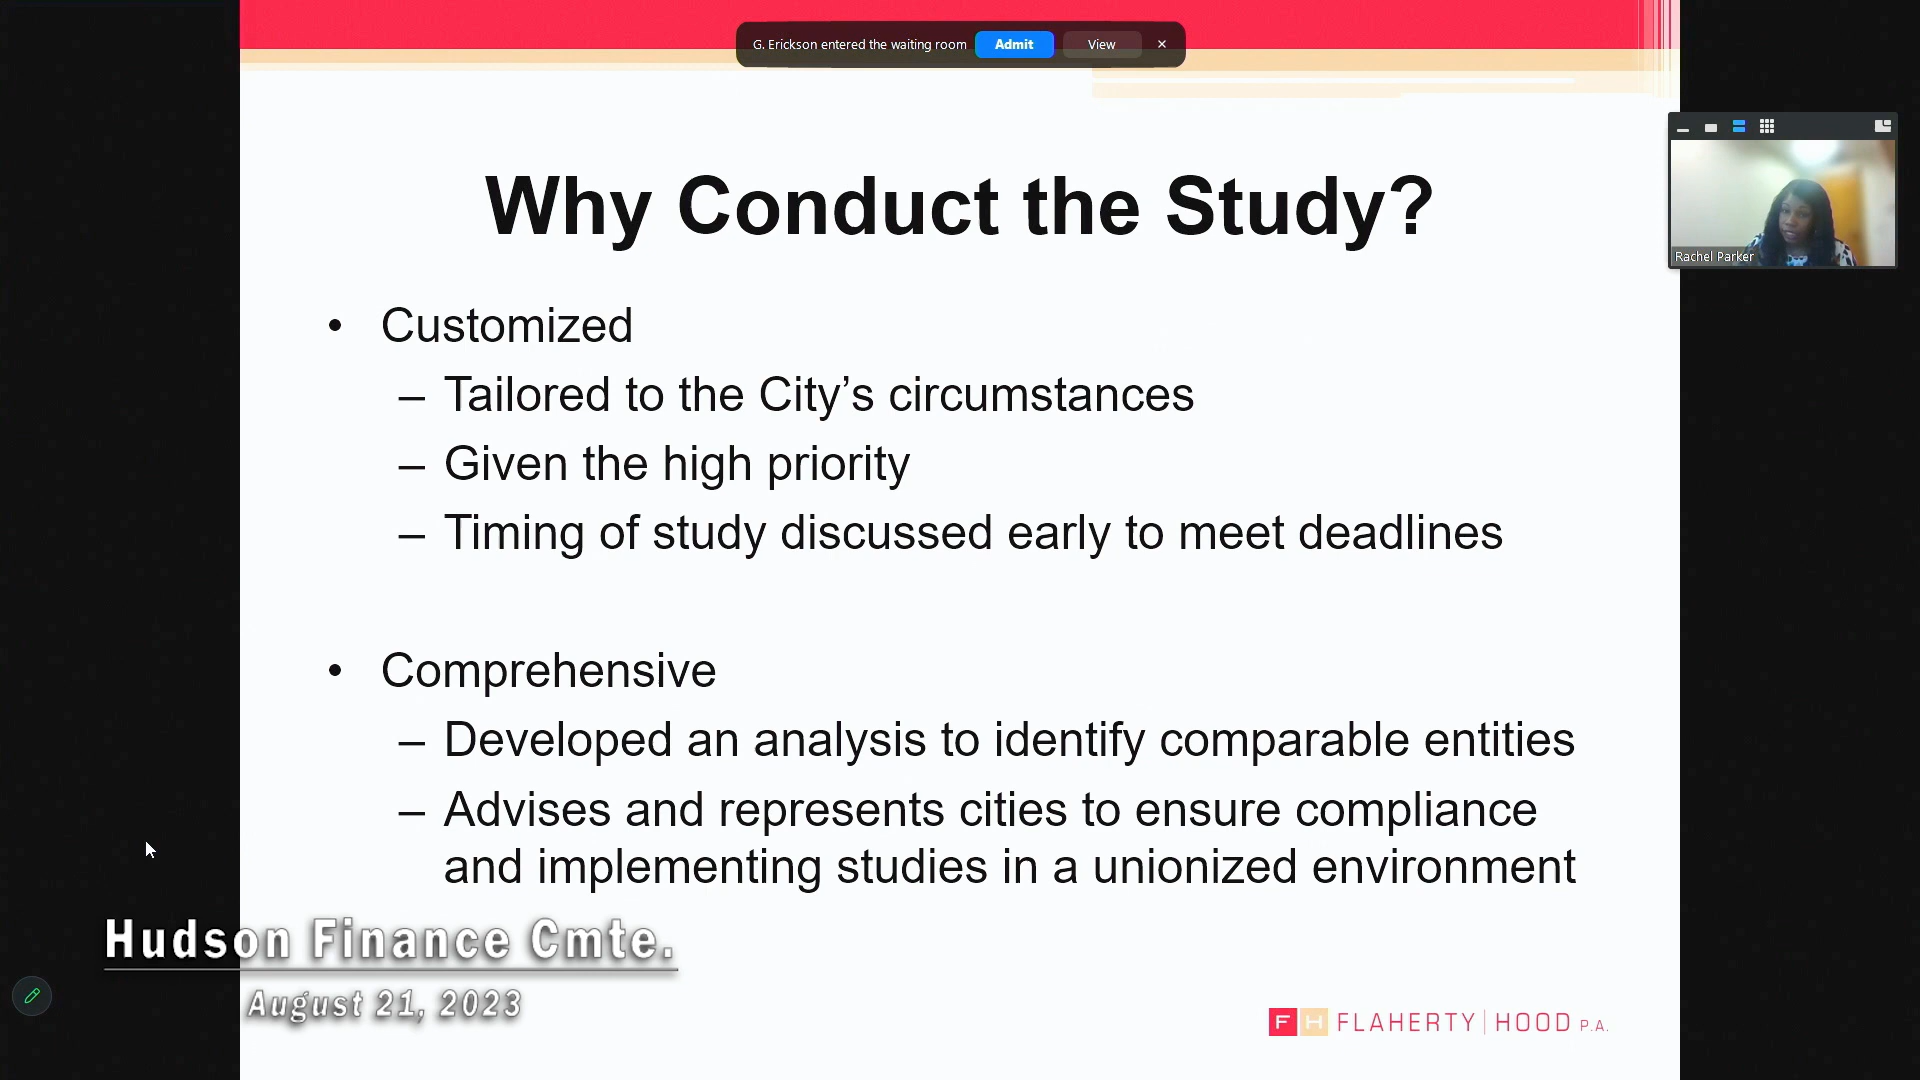 G. Erickson entered the waiting room Admit View
Rachel Parker
Why Conduct the Study?
• Customized
– Tailored to the City’s circumstances
– Given the high priority
– Timing of study discussed early to meet deadlines
• Comprehensive
– Developed an analysis to identify comparable entities
– Advises and represents cities to ensure compliance
and implementing studies in a unionized environment
Hudson Finance Cmte.
August 21, 2023
FH FLAHERTY | HOOD P.A.